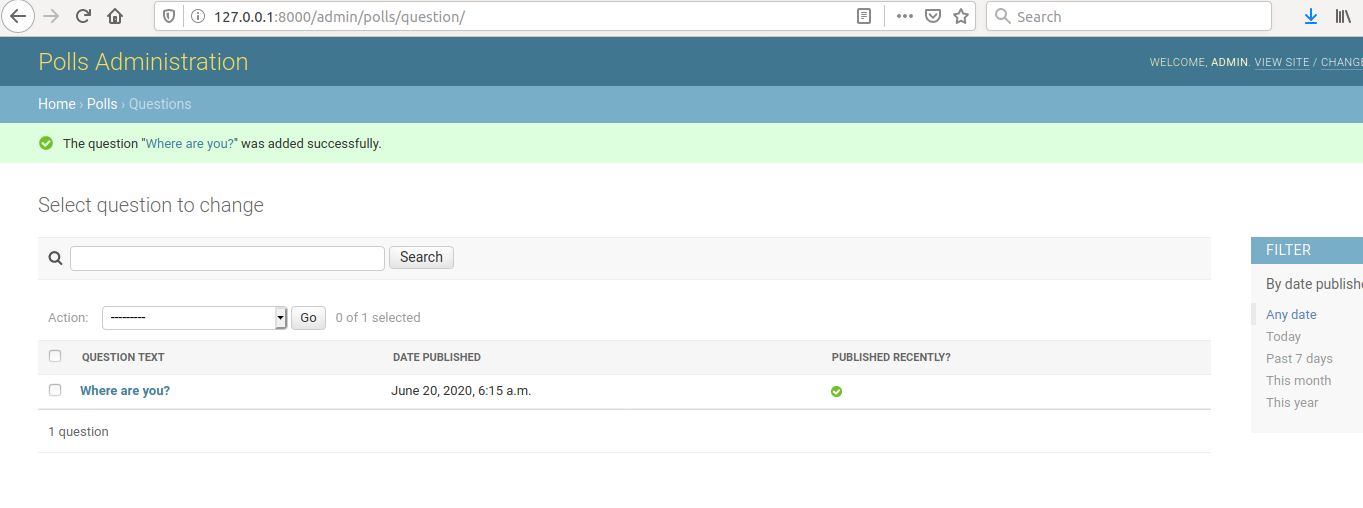 127.0.0.1:8000/admin/polls/question/
Search
Polls Administration
WELCOME, ADMIN. VIEW SITE / CHANGE
Home › Polls › Questions
The question "Where are you?" was added successfully.
Select question to change
Search
FILTER
By date publishe
Any date
Today
Past 7 days
This month
This year
Action: --------- Go 0 of 1 selected
QUESTION TEXT DATE PUBLISHED PUBLISHED RECENTLY?
Where are you? June 20, 2020, 6:15 a.m.
1 question